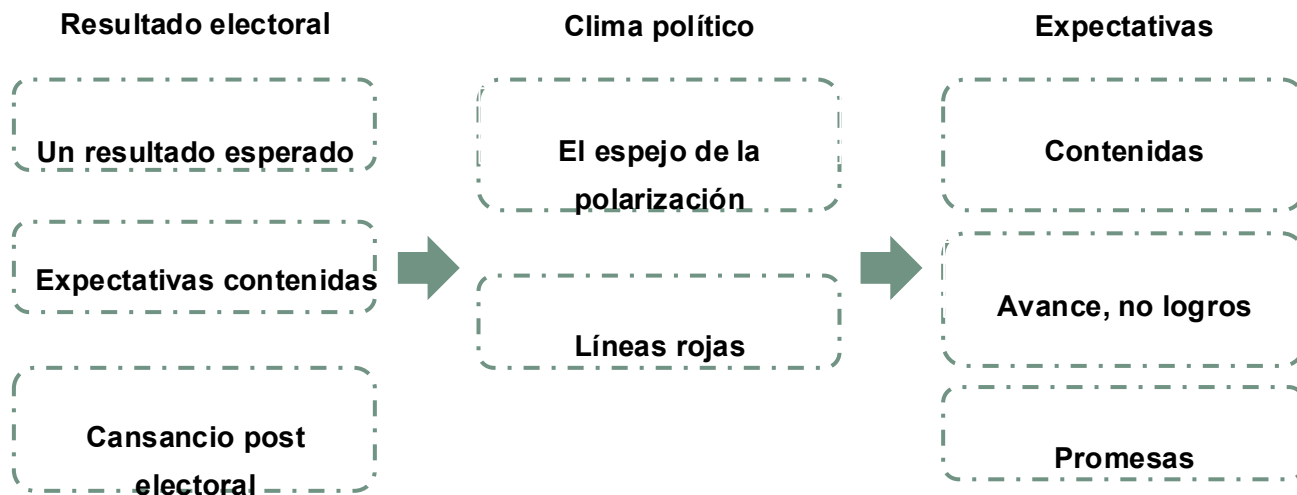 Resultado electoral
Un resultado esperado
Expectativas contenidas
Cansancio post
electoral
Clima político
El espejo de la
polarización
Líneas rojas
Expectativas
Contenidas
Avance, no logros
Promesas